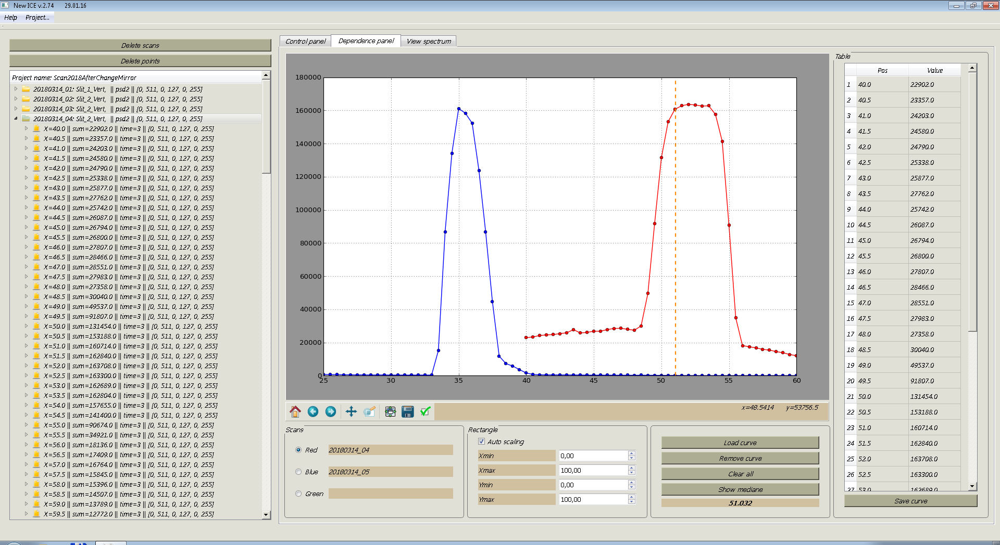 New ICE v.2.74 29.01.16
Help Project...
Delete scans
Delete points
Project name: Scan2018AfterChangeMirror
20180314_01: Slit_1_Vert, || psd2 || [0, 511, 0, 127, 0, 255]
20180314_02: Slit_2_Vert, || psd2 || [0, 511, 0, 127, 0, 255]
20180314_03: Slit_2_Vert, || psd2 || [0, 511, 0, 127, 0, 255]
20180314_04: Slit_2_Vert, || psd2 || [0, 511, 0, 127, 0, 255]
X=40.0 || sum=22902.0 || time=3 || [0, 511, 0, 127, 0, 255]
X=40.5 || sum=23357.0 || time=3 || [0, 511, 0, 127, 0, 255]
X=41.0 || sum=24203.0 || time=3 || [0, 511, 0, 127, 0, 255]
X=41.5 || sum=24580.0 || time=3 || [0, 511, 0, 127, 0, 255]
X=42.0 || sum=24790.0 || time=3 || [0, 511, 0, 127, 0, 255]
X=42.5 || sum=25338.0 || time=3 || [0, 511, 0, 127, 0, 255]
X=43.0 || sum=25877.0 || time=3 || [0, 511, 0, 127, 0, 255]
X=43.5 || sum=27762.0 || time=3 || [0, 511, 0, 127, 0, 255]
X=44.0 || sum=25742.0 || time=3 || [0, 511, 0, 127, 0, 255]
X=44.5 || sum=26087.0 || time=3 || [0, 511, 0, 127, 0, 255]
X=45.0 || sum=26794.0 || time=3 || [0, 511, 0, 127, 0, 255]
X=45.5 || sum=26800.0 || time=3 || [0, 511, 0, 127, 0, 255]
X=46.0 || sum=27807.0 || time=3 || [0, 511, 0, 127, 0, 255]
X=46.5 || sum=28466.0 || time=3 || [0, 511, 0, 127, 0, 255]
X=47.0 || sum=28551.0 || time=3 || [0, 511, 0, 127, 0, 255]
X=47.5 || sum=27983.0 || time=3 || [0, 511, 0, 127, 0, 255]
X=48.0 || sum=27358.0 || time=3 || [0, 511, 0, 127, 0, 255]
X=48.5 || sum=30040.0 || time=3 || [0, 511, 0, 127, 0, 255]
X=49.0 || sum=49537.0 || time=3 || [0, 511, 0, 127, 0, 255]
X=49.5 || sum=91807.0 || time=3 || [0, 511, 0, 127, 0, 255]
X=50.0 || sum=131454.0 || time=3 || [0, 511, 0, 127, 0, 255]
X=50.5 || sum=153188.0 || time=3 || [0, 511, 0, 127, 0, 255]
X=51.0 || sum=160714.0 || time=3 || [0, 511, 0, 127, 0, 255]
X=51.5 || sum=162840.0 || time=3 || [0, 511, 0, 127, 0, 255]
X=52.0 || sum=163708.0 || time=3 || [0, 511, 0, 127, 0, 255]
X=52.5 || sum=163300.0 || time=3 || [0, 511, 0, 127, 0, 255]
X=53.0 || sum=162689.0 || time=3 || [0, 511, 0, 127, 0, 255]
X=53.5 || sum=162804.0 || time=3 || [0, 511, 0, 127, 0, 255]
X=54.0 || sum=157655.0 || time=3 || [0, 511, 0, 127, 0, 255]
X=54.5 || sum=141400.0 || time=3 || [0, 511, 0, 127, 0, 255]
X=55.0 || sum=90674.0 || time=3 || [0, 511, 0, 127, 0, 255]
X=55.5 || sum=34921.0 || time=3 || [0, 511, 0, 127, 0, 255]
X=56.0 || sum=18136.0 || time=3 || [0, 511, 0, 127, 0, 255]
X=56.5 || sum=17409.0 || time=3 || [0, 511, 0, 127, 0, 255]
X=57.0 || sum=16764.0 || time=3 || [0, 511, 0, 127, 0, 255]
X=57.5 || sum=15845.0 || time=3 || [0, 511, 0, 127, 0, 255]
X=58.0 || sum=15396.0 || time=3 || [0, 511, 0, 127, 0, 255]
X=58.5 || sum=14507.0 || time=3 || [0, 511, 0, 127, 0, 255]
X=59.0 || sum=13789.0 || time=3 || [0, 511, 0, 127, 0, 255]
X=59.5 || sum=12772.0 || time=3 || [0, 511, 0, 127, 0, 255]
Control panel Dependence panel View spectrum
180000
160000
140000
120000
100000
80000
60000
40000
20000
0
25 30 35 40 45 50 55 60
x=48.5414 y=53756.5
Scans
Red 20180314_04
Blue 20180314_05
Green
Rectangle
Auto scaling
Xmin 0,00
Xmax 100,00
Ymin 0,00
Ymax 100,00
Load curve
Remove curve
Clear all
Show mediane
51.032
Table
Pos Value
1 40.0 22902.0
2 40.5 23357.0
3 41.0 24203.0
4 41.5 24580.0
5 42.0 24790.0
6 42.5 25338.0
7 43.0 25877.0
8 43.5 27762.0
9 44.0 25742.0
10 44.5 26087.0
11 45.0 26794.0
12 45.5 26800.0
13 46.0 27807.0
14 46.5 28466.0
15 47.0 28551.0
16 47.5 27983.0
17 48.0 27358.0
18 48.5 30040.0
19 49.0 49537.0
20 49.5 91807.0
21 50.0 131454.0
22 50.5 153188.0
23 51.0 160714.0
24 51.5 162840.0
25 52.0 163708.0
26 52.5 163300.0
27 53.0 162689.0
Save curve